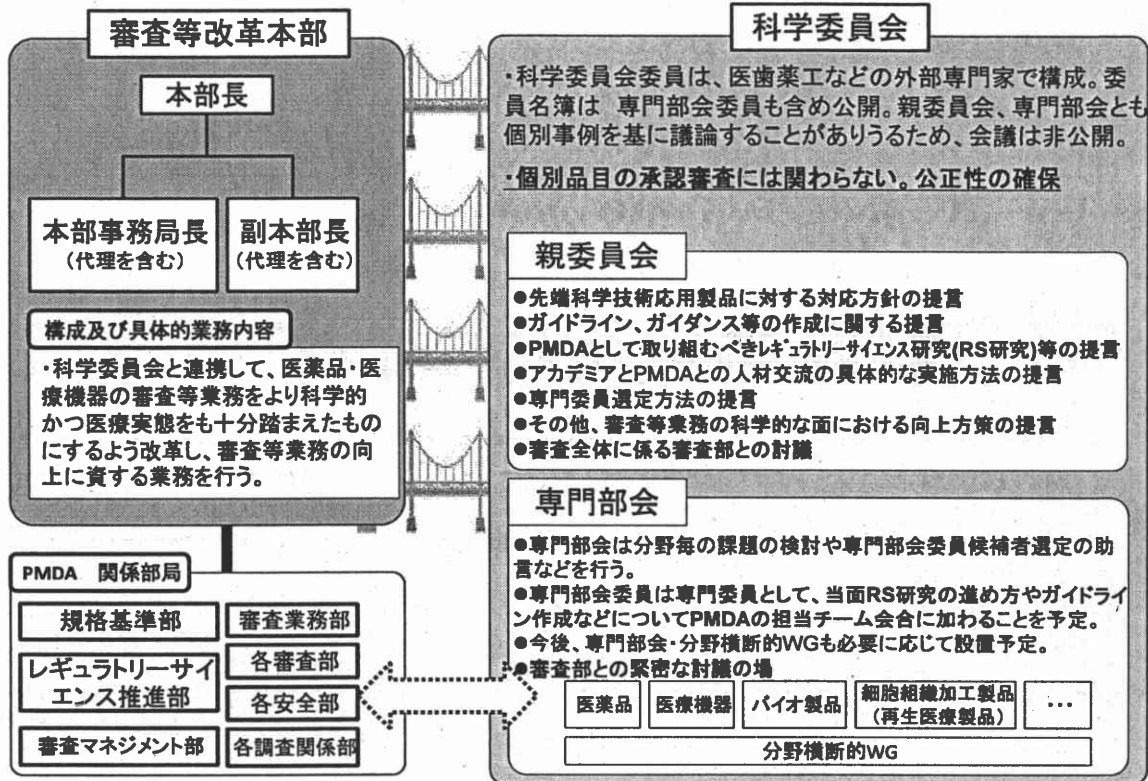 審査等改革本部
本部長
本部事務局長
(代理を含む)
副本部長
(代理を含む)
構成及び具体的業務内容
・科学委員会と連携して、医薬品・医
療機器の審査等業務をより科学的
かつ医療実態をも十分踏まえたもの
にするよう改革し、審査等業務の向
上に資する業務を行う。
PMDA 関係部局
規格基準部
審査業務部
レギュラトリーサイ
エンス推進部
各審査部
各安全部
審査マネジメント部
各調査関係部
科学委員会
・科学委員会委員は、医歯薬工などの外部専門家で構成。委
員名簿は 専門部会委員も含め公開。親委員会、専門部会とも
個別事例を基に議論することがありうるため、会議は非公開。
・個別品目の承認審査には関わらない。公正性の確保
親委員会
●先端科学技術応用製品に対する対応方針の提言
●ガイドライン、ガイダンス等の作成に関する提言
●PMDAとして取り組むべきレギュラトリーサイエンス研究(RS研究)等の提言
●アカデミアとPMDAとの人材交流の具体的な実施方法の提言
●専門委員選定方法の提言
●その他、審査等業務の科学的な面における向上方策の提言
●審査全体に係る審査部との討議
専門部会
●専門部会は分野毎の課題の検討や専門部会委員候補者選定の助
言などを行う。
●専門部会委員は専門委員として、当面RS研究の進め方やガイドライ
ン作成などについてPMDAの担当チーム会合に加わることを予定。
●今後、専門部会・分野横断的WGも必要に応じて設置予定。
●審査部との緊密な討議の場
医薬品
医療機器
バイオ製品
細胞組織加工製品
(再生医療製品)
…
分野横断的WG